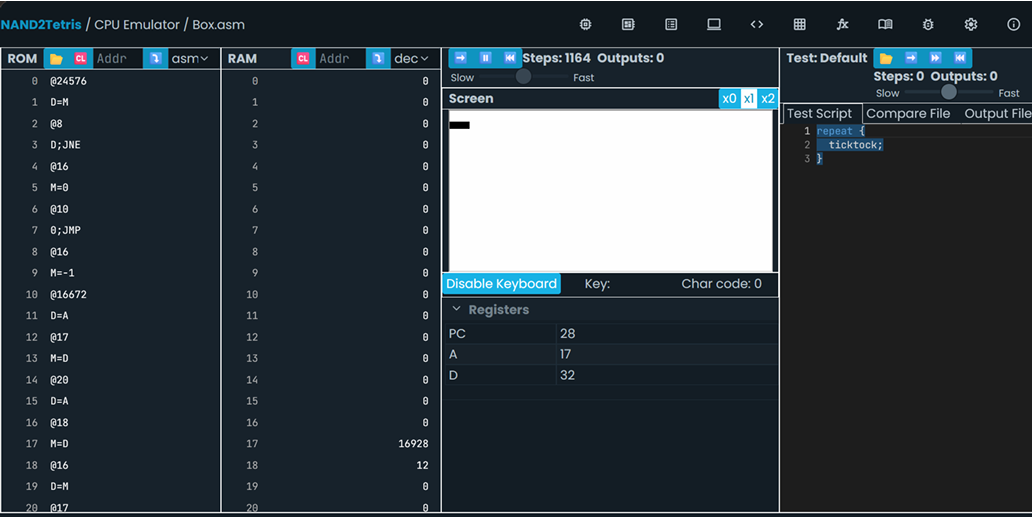 NAND2Tetris / CPU Emulator / Box.asm
ROM CL Addr asm
0 @24576
1 D=M
2 @8
3 D;JNE
4 @16
5 M=0
6 @10
7 0;JMP
8 @16
9 M=-1
10 @16672
11 D=A
12 @17
13 M=D
14 @20
15 D=A
16 @18
17 M=D
18 @16
19 D=M
20 @17
RAM CL Addr dec
0 0
1 0
2 0
3 0
4 0
5 0
6 0
7 0
8 0
9 0
10 0
11 0
12 0
13 0
14 0
15 0
16 0
17 16928
18 12
19 0
20 0
Steps: 1164 Outputs: 0
Slow Fast
Screen x0 x1 x2
Disable Keyboard Key: Char code: 0
Registers
PC 28
A 17
D 32
Test: Default
Steps: 0 Outputs: 0
Slow Fast
Test Script Compare File Output File
1 repeat {
2 ticktock;
3 }